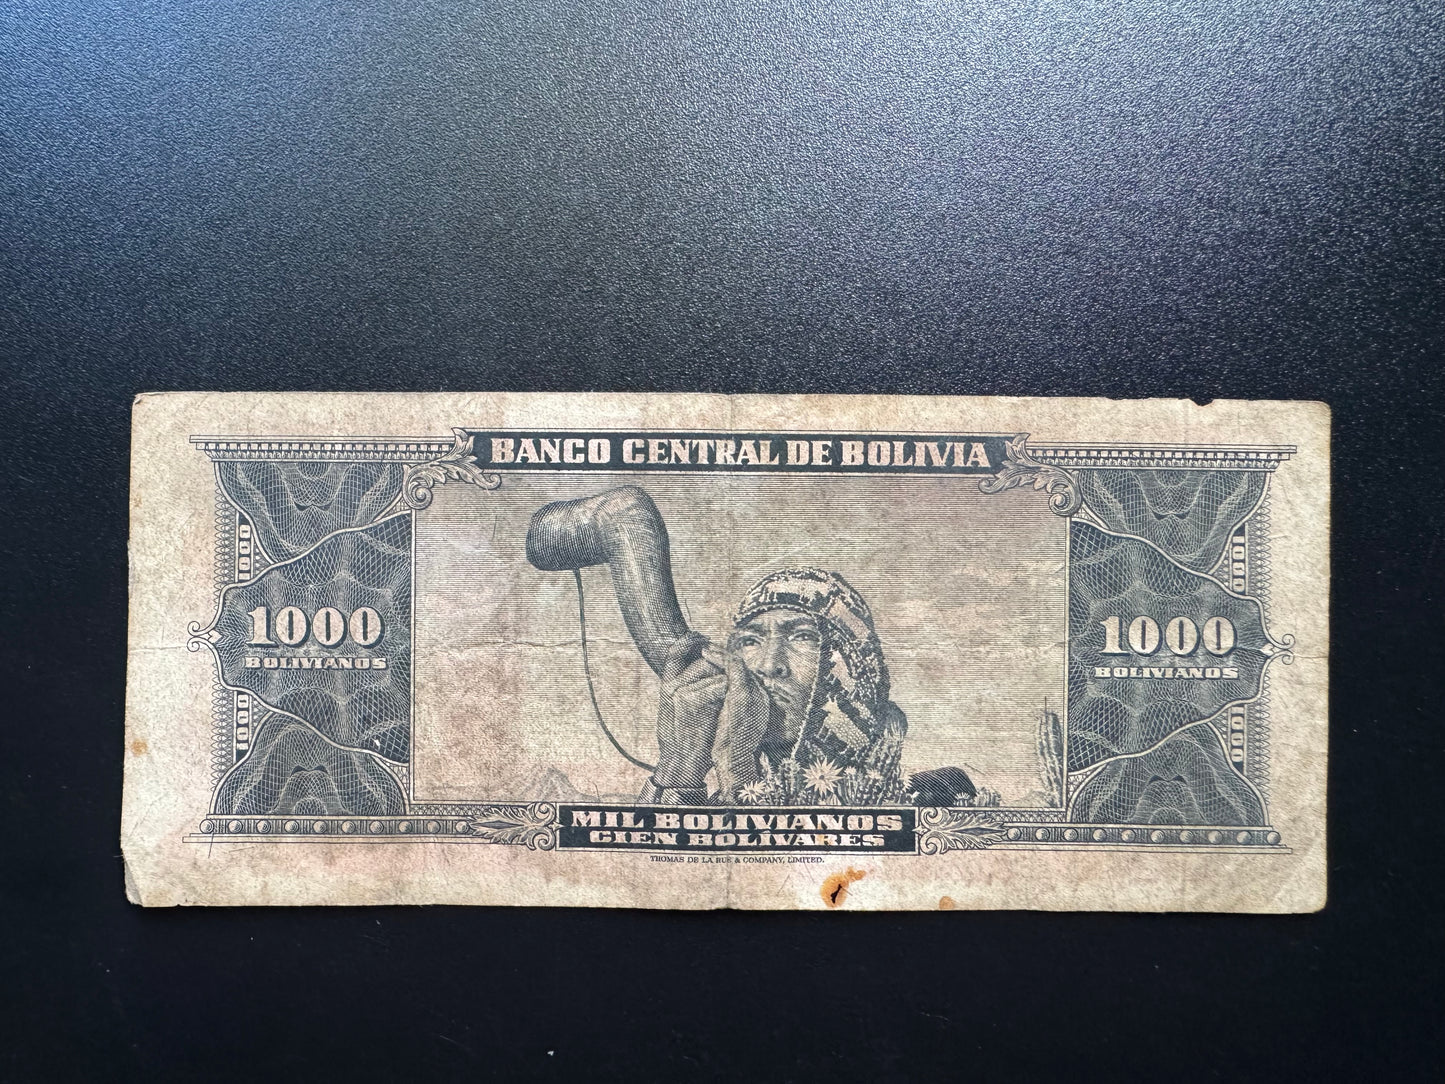 BANCO CENTRAL DE BOLIVIA
1000
1000
1000
BOLIVIANOS
1000
BOLIVIANOS
1000
1000
MIL BOLIVIANOS
CIEN BOLÍVARES
THOMAS DE LA RUE & COMPANY, LIMITED.